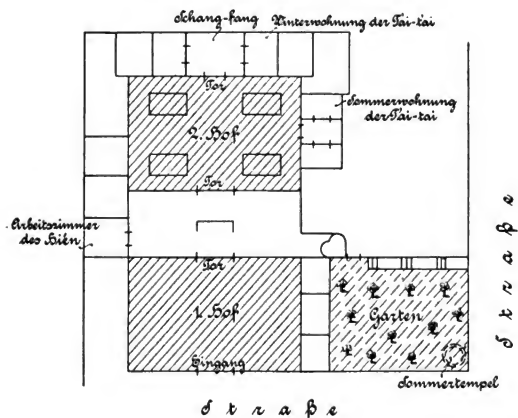 Schang-fang
Winterwohnung der Tai-tai
Tor
Sommerwohnung
der Tai-tai
2. Hof
Tor
Arbeitszimmer
des Biên
Tor
1. Hof
Garten
Eingang
Sommertempel
Straße
Straße